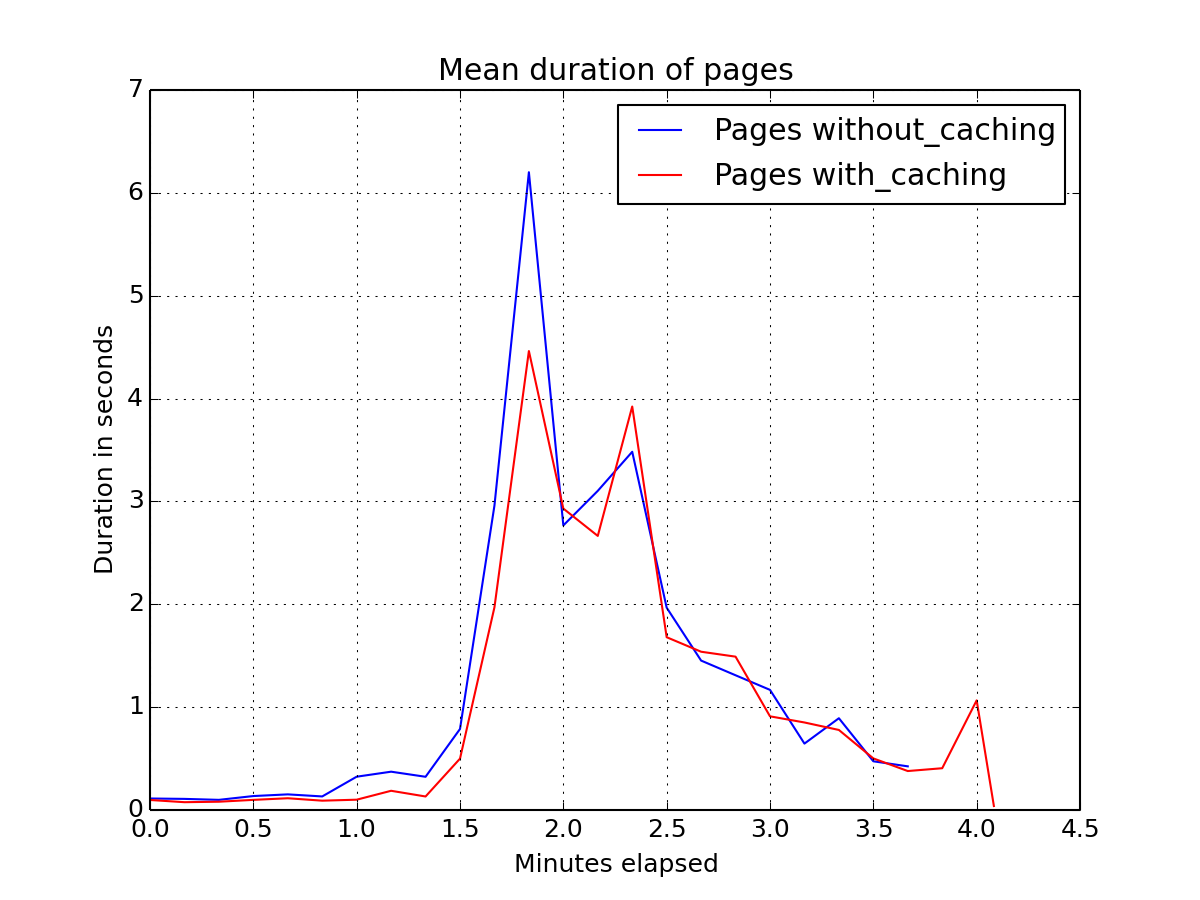 Mean duration of pages
Pages without_caching
Pages with_caching
Duration in seconds
7
6
5
4
3
2
1
0
0.0 0.5 1.0 1.5 2.0 2.5 3.0 3.5 4.0 4.5
Minutes elapsed